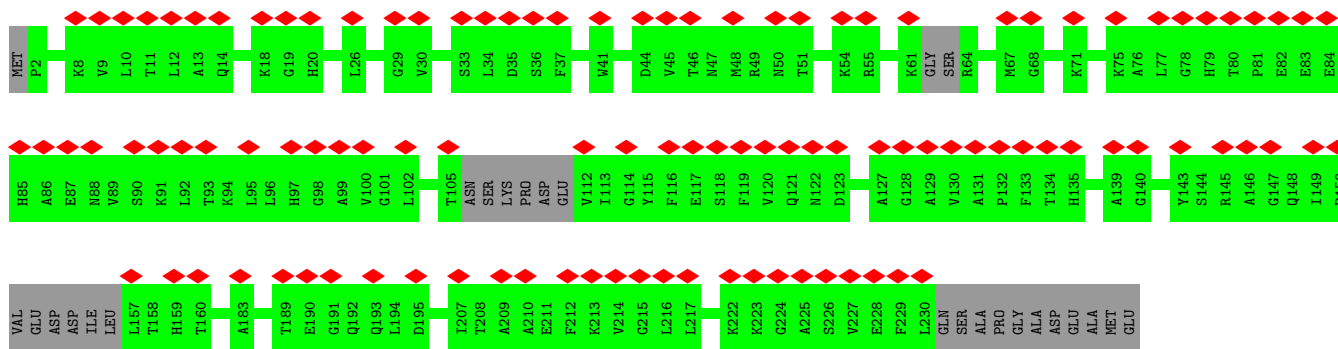 MET P2 K8 V9 L10 T11 L12 A13 Q14 K18 G19 H20 L26 G29 V30 S33 L34 D35 S36 F37 W41 D44 V45 T46 N47 M48 R49 N50 T51 K54 R55 K61 GLY SER R64 M67 G68 K71 K75 A76 L77 G78 H79 T80 P81 E82 E83 E84
H85 A86 E87 N88 V89 S90 K91 L92 T93 K94 L95 L96 H97 G98 A99 V100 G101 L102 T105 ASN SER LYS PRO ASP GLU V112 I113 G114 Y115 F116 E117 S118 F119 V120 Q121 N122 D123 A127 G128 A129 V130 A131 P132 F133 T134 H135 A139 G140 Y143 S144 R145 A146 G147 Q148 I149
VAL GLU ASP ASP ILE LEU L157 T158 H159 T160 A183 T189 E190 G191 Q192 Q193 L194 D195 I207 T208 A209 A210 E211 F212 K213 V214 G215 L216 L217 K222 K223 G224 A225 S226 V227 E228 F229 L230 GLN SER ALA PRO GLY ALA ASP GLU ALA MET GLU